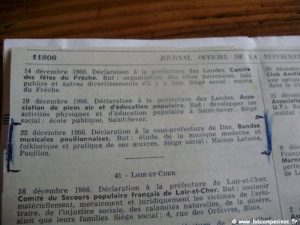 11806 JOURNAL OFFICIEL DE LA REPUBLIQUE
14 décembre 1966. Déclaration à la préfecture des Landes. Comité
des fêtes du Frêche. But : organisation des fêtes patronales, bals
publics et autres divertissements s'il y a lieu. Siège social : mairie
du Frêche.
19 décembre 1966. Déclaration à la préfecture des Landes. Asso-
ciation de plein air et d'éducation populaire. But : développer les
activités physiques et d'éducation populaire à Saint-Sever. Siège
social : école publique, Saint-Sever.
22 décembre 1966. Déclaration à la sous-préfecture de Dax. Bandas
musicales pouillonnaises. But : étude de la musique moderne et
folklorique et pratique de ses œuvres. Siège social : Maison Lataste,
Pouillon.
41 - LOIR-ET-CHER
16 décembre 1966. Déclaration à la préfecture de Loir-et-Cher.
Comité du Secours populaire français de Loir-et-Cher. But : soutenir
matériellement, moralement et juridiquement les victimes de l'arbi-
traire, de l'injustice sociale, des calamités naturelles, de la misère,
ainsi que leurs familles. Siège social : 4, rue des Orfèvres, Blois.
www.lescompesines.fr